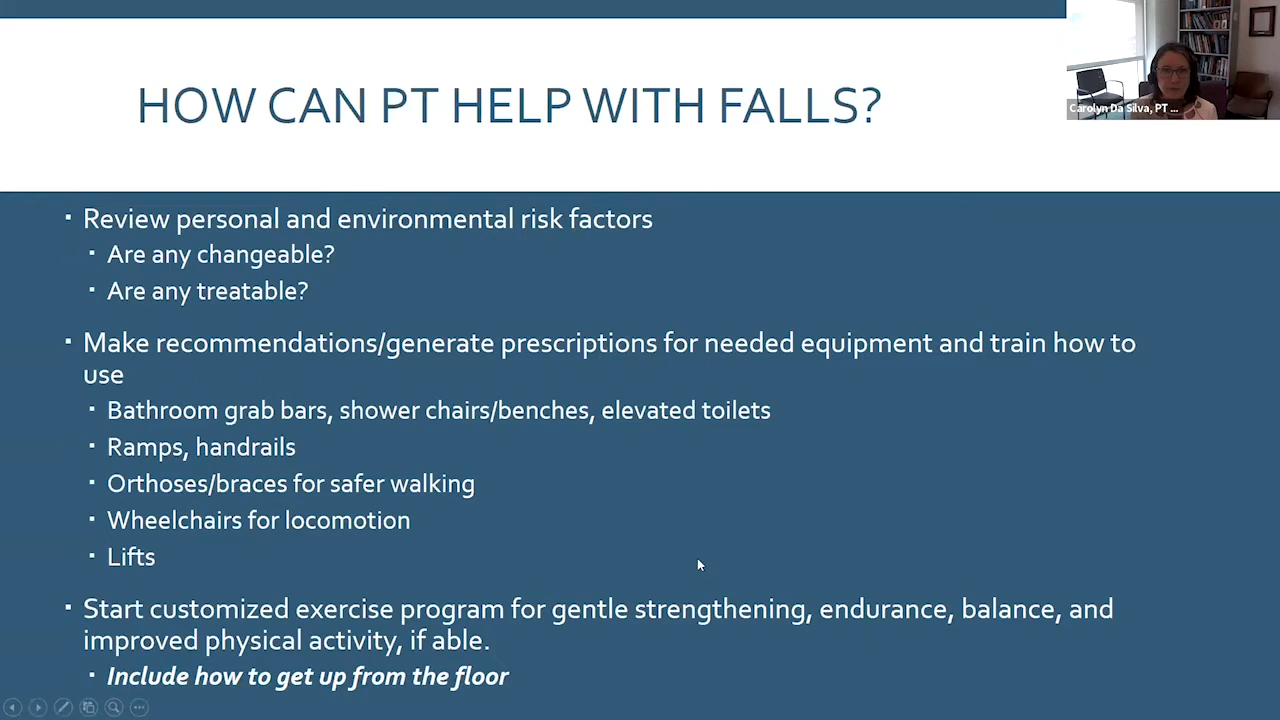 HOW CAN PT HELP WITH FALLS?
Carolyn Da Silva, PT ...
▪ Review personal and environmental risk factors
▪ Are any changeable?
▪ Are any treatable?
▪ Make recommendations/generate prescriptions for needed equipment and train how to
use
▪ Bathroom grab bars, shower chairs/benches, elevated toilets
▪ Ramps, handrails
▪ Orthoses/braces for safer walking
▪ Wheelchairs for locomotion
▪ Lifts
▪ Start customized exercise program for gentle strengthening, endurance, balance, and
improved physical activity, if able.
▪ Include how to get up from the floor